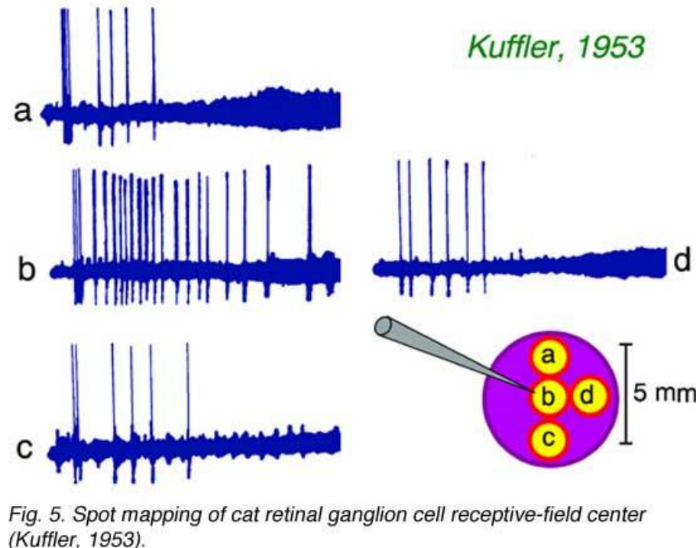 Kuffler, 1953
a
b
d
a
b
d
5 mm
c
c
Fig. 5. Spot mapping of cat retinal ganglion cell receptive-field center
(Kuffler, 1953).